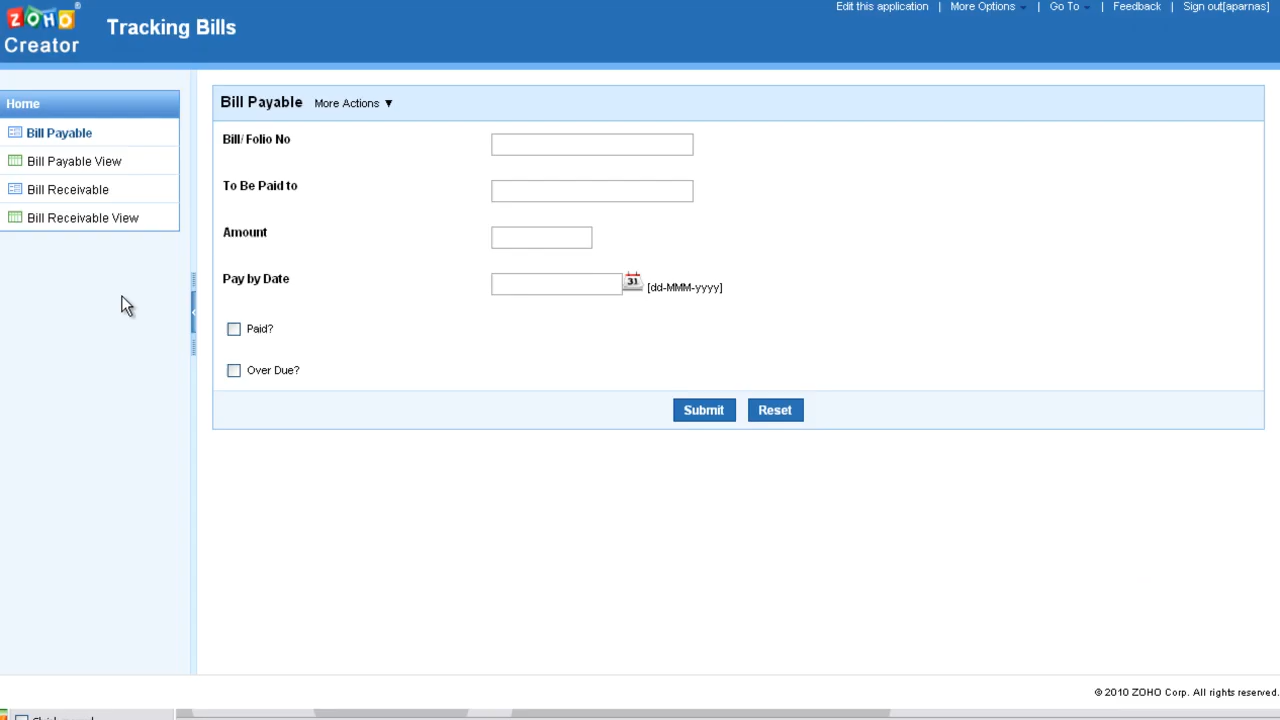 ZOHO®
Creator
Tracking Bills
Edit this application | More Options | Go To | Feedback | Sign out[aparnas]
Home
Bill Payable
Bill Payable View
Bill Receivable
Bill Receivable View
Bill Payable More Actions ▼
Bill/Folio No
To Be Paid to
Amount
Pay by Date
31
[dd-MMM-yyyy]
Paid?
Over Due?
Submit Reset
© 2010 ZOHO Corp. All rights reserved.